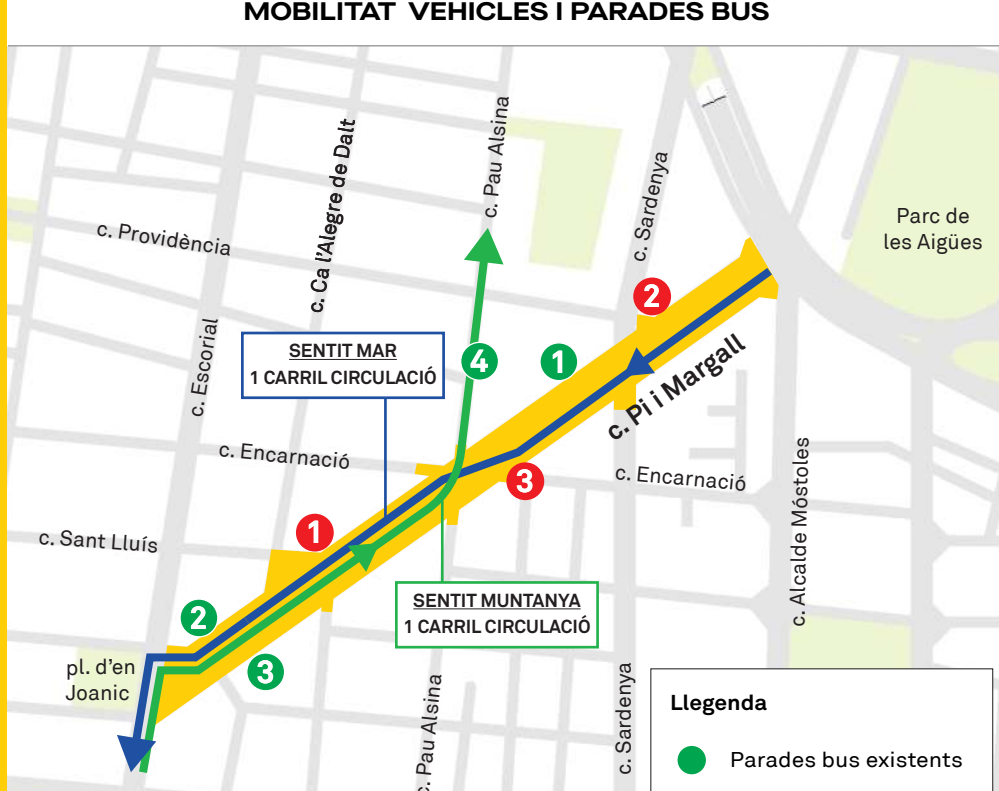 MOBILITAT VEHICLES I PARADES BUS
c. Pau Alsina
c. Ca l'Alegre de Dalt
c. Sardenya
Parc de
les Aigües
c. Providència
2
SENTIT MAR
1 CARRIL CIRCULACIÓ
4
1
c. Escorial
c. Pi i Margall
c. Encarnació
3
c. Encarnació
c. Alcalde Móstoles
1
c. Sant Lluís
SENTIT MUNTANYA
1 CARRIL CIRCULACIÓ
2
3
pl. d'en
Joanic
c. Pau Alsina
c. Sardenya
Llegenda
Parades bus existents